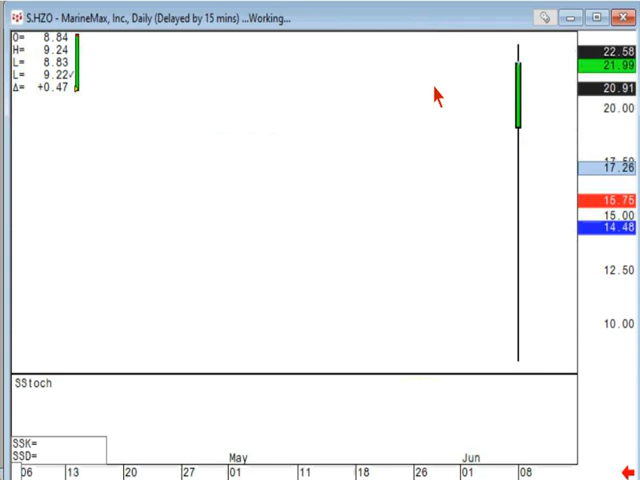 S.HZO - MarineMax, Inc., Daily (Delayed by 15 mins) ...Working...
O= 8.84
H= 9.24
L= 8.83
L= 9.22✓
Δ= +0.47
22.58
21.99
20.91
20.00
17.50
17.26
15.75
15.00
14.48
12.50
10.00
SStoch
SSK=
SSD=
May Jun
06 13 20 27 01 11 18 26 01 08